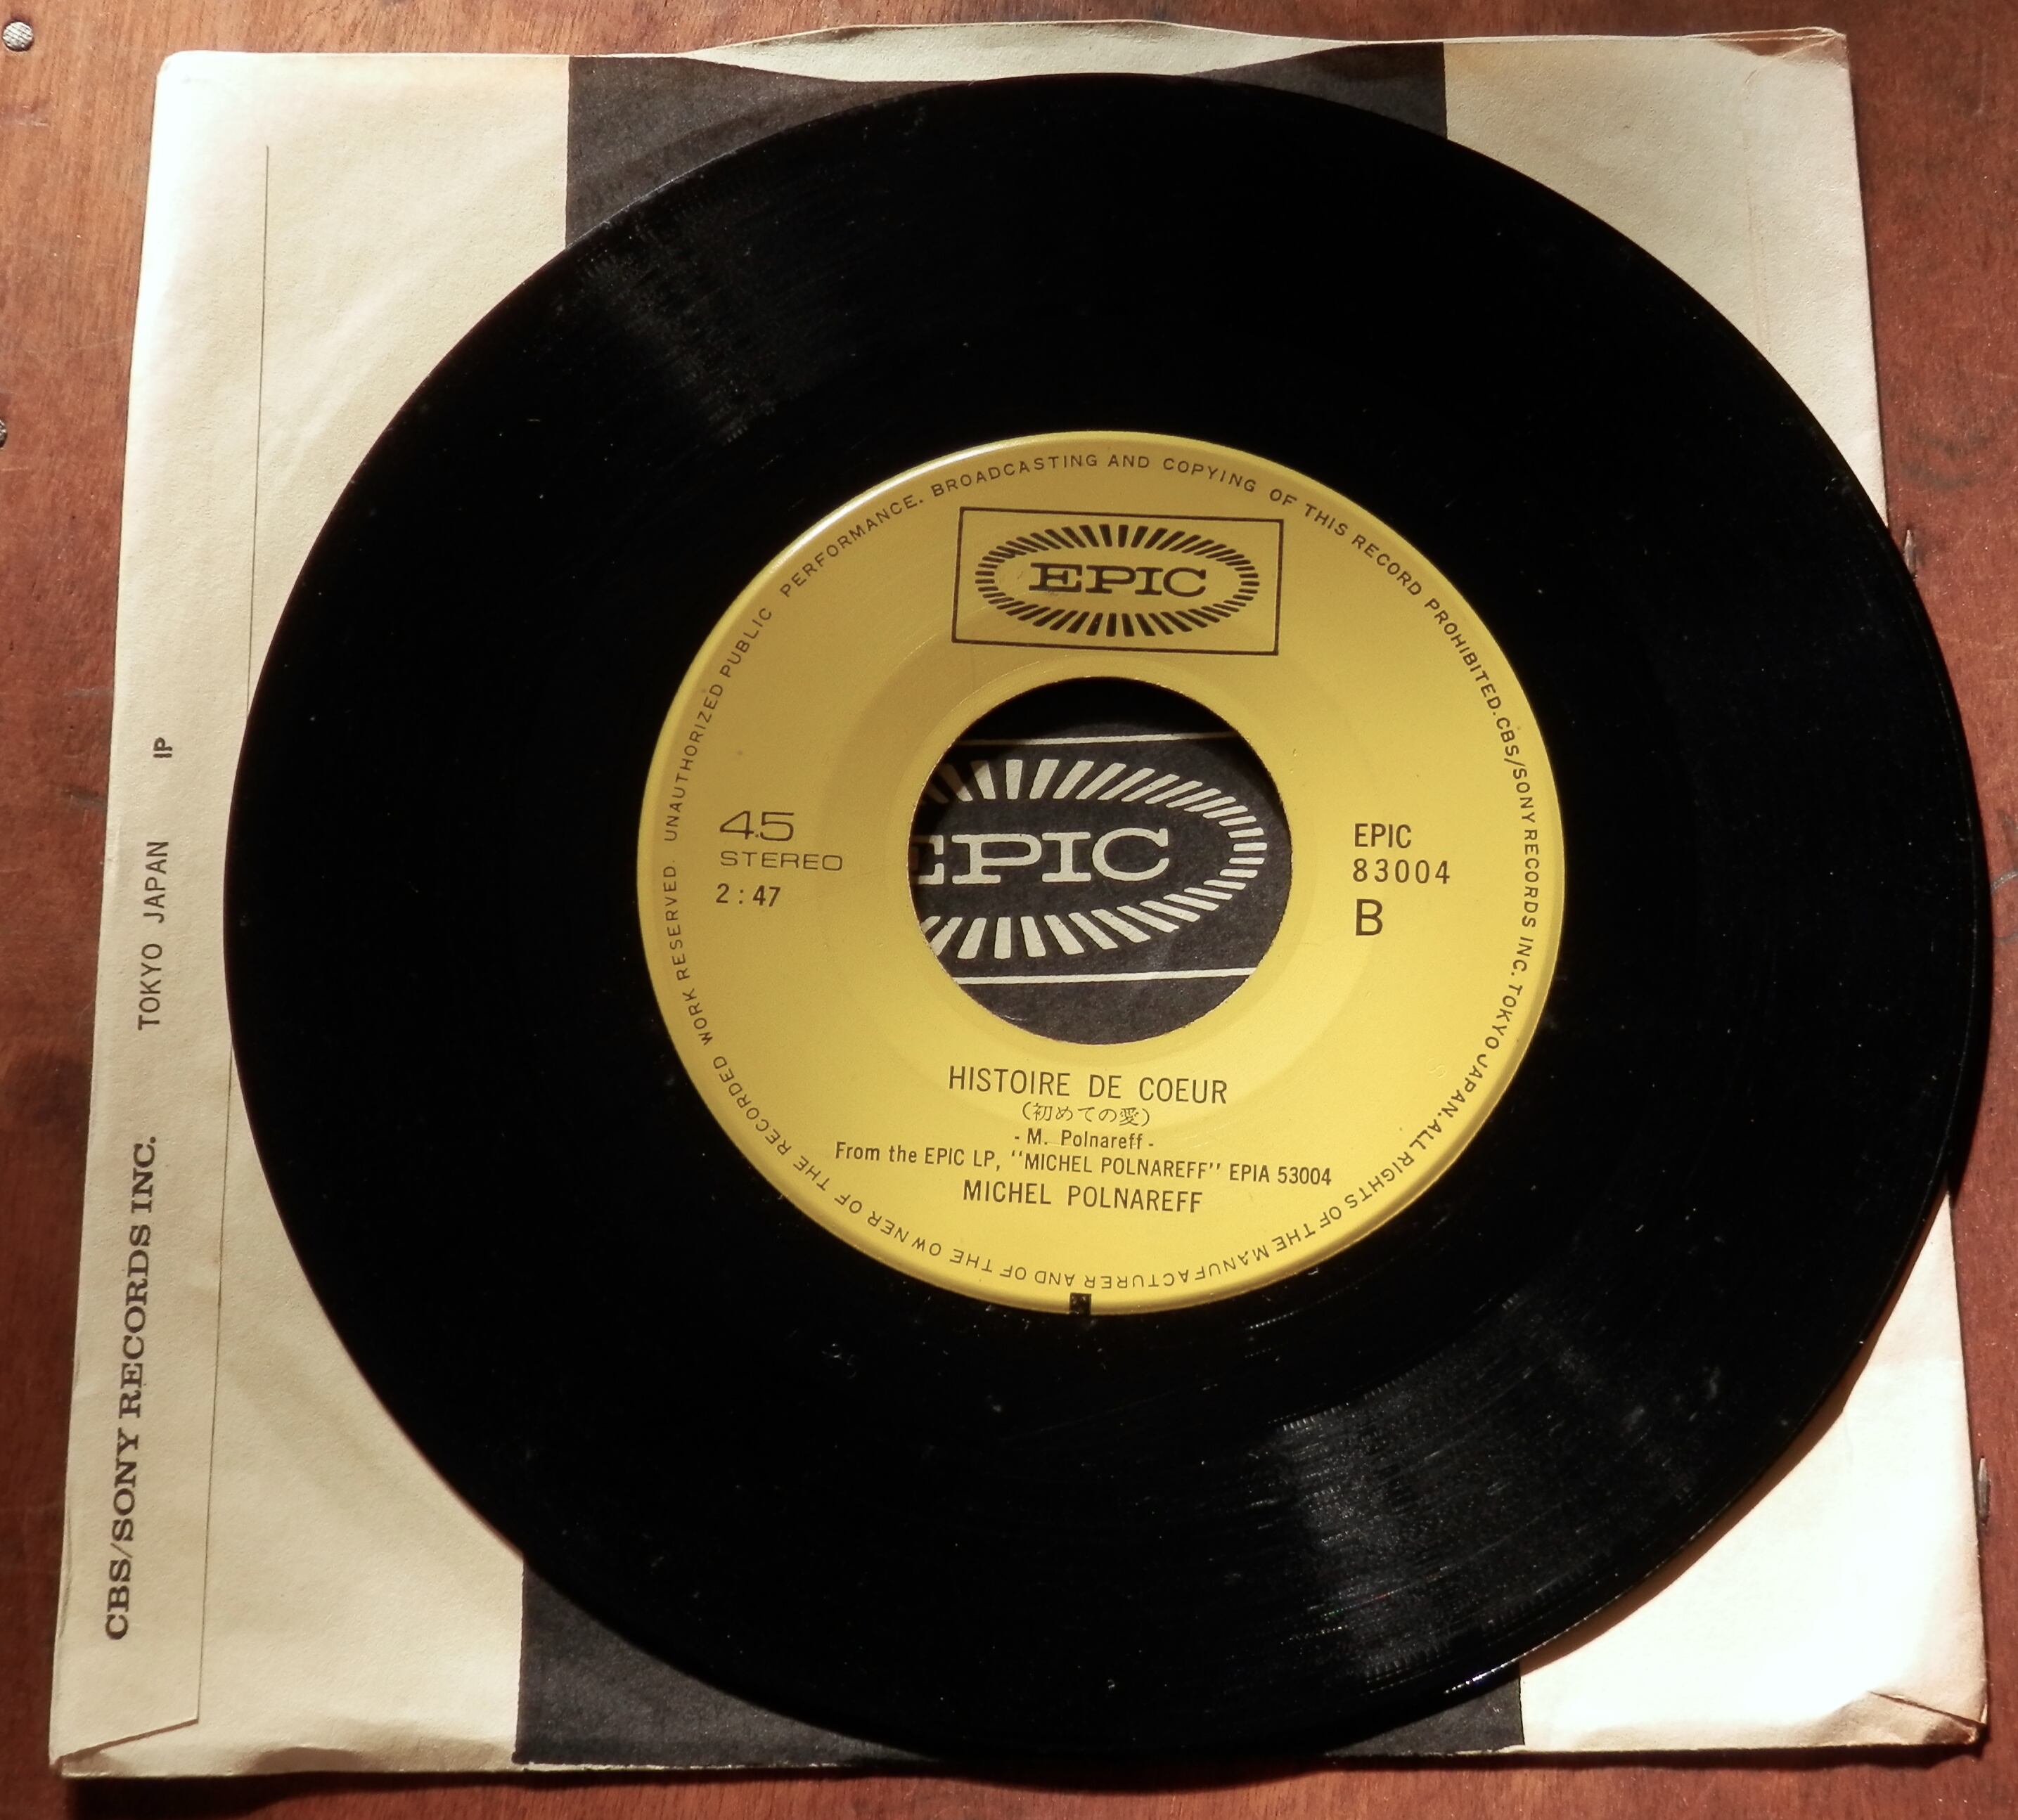 UNAUTHORIZED PUBLIC PERFORMANCE. BROADCASTING AND COPYING OF THIS RECORD PROHIBITED. CBS/SONY RECORDS INC. TOKYO JAPAN. ALL RIGHTS OF THE MANUFACTURER AND OF THE OWNER OF THE RECORDED WORK RESERVED.
EPIC
EPIC
45
STEREO
2:47
EPIC
83004
B
HISTOIRE DE COEUR
(初めての愛)
- M. Polnareff -
From the EPIC LP, "MICHEL POLNAREFF" EPIA 53004
MICHEL POLNAREFF
CBS/SONY RECORDS INC. TOKYO JAPAN IP